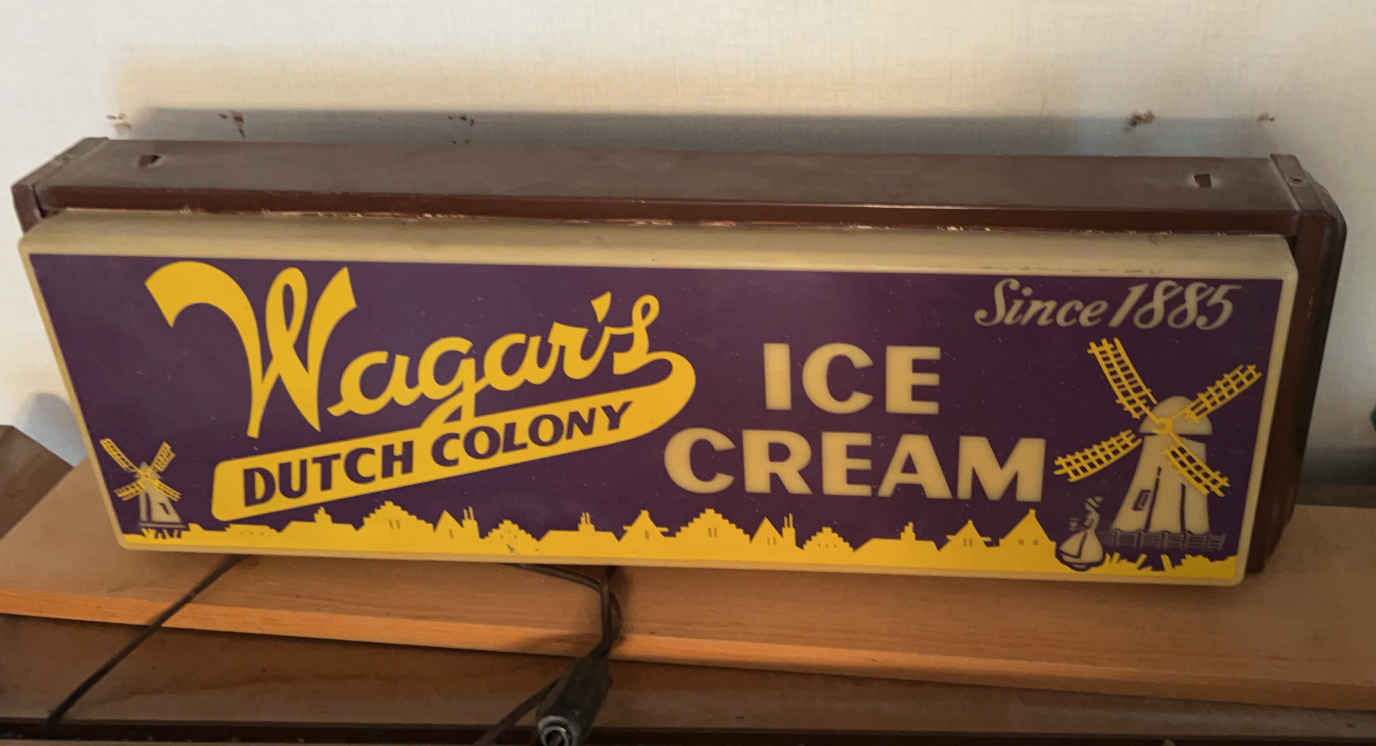 Wagar's
DUTCH COLONY
Since 1885
ICE
CREAM